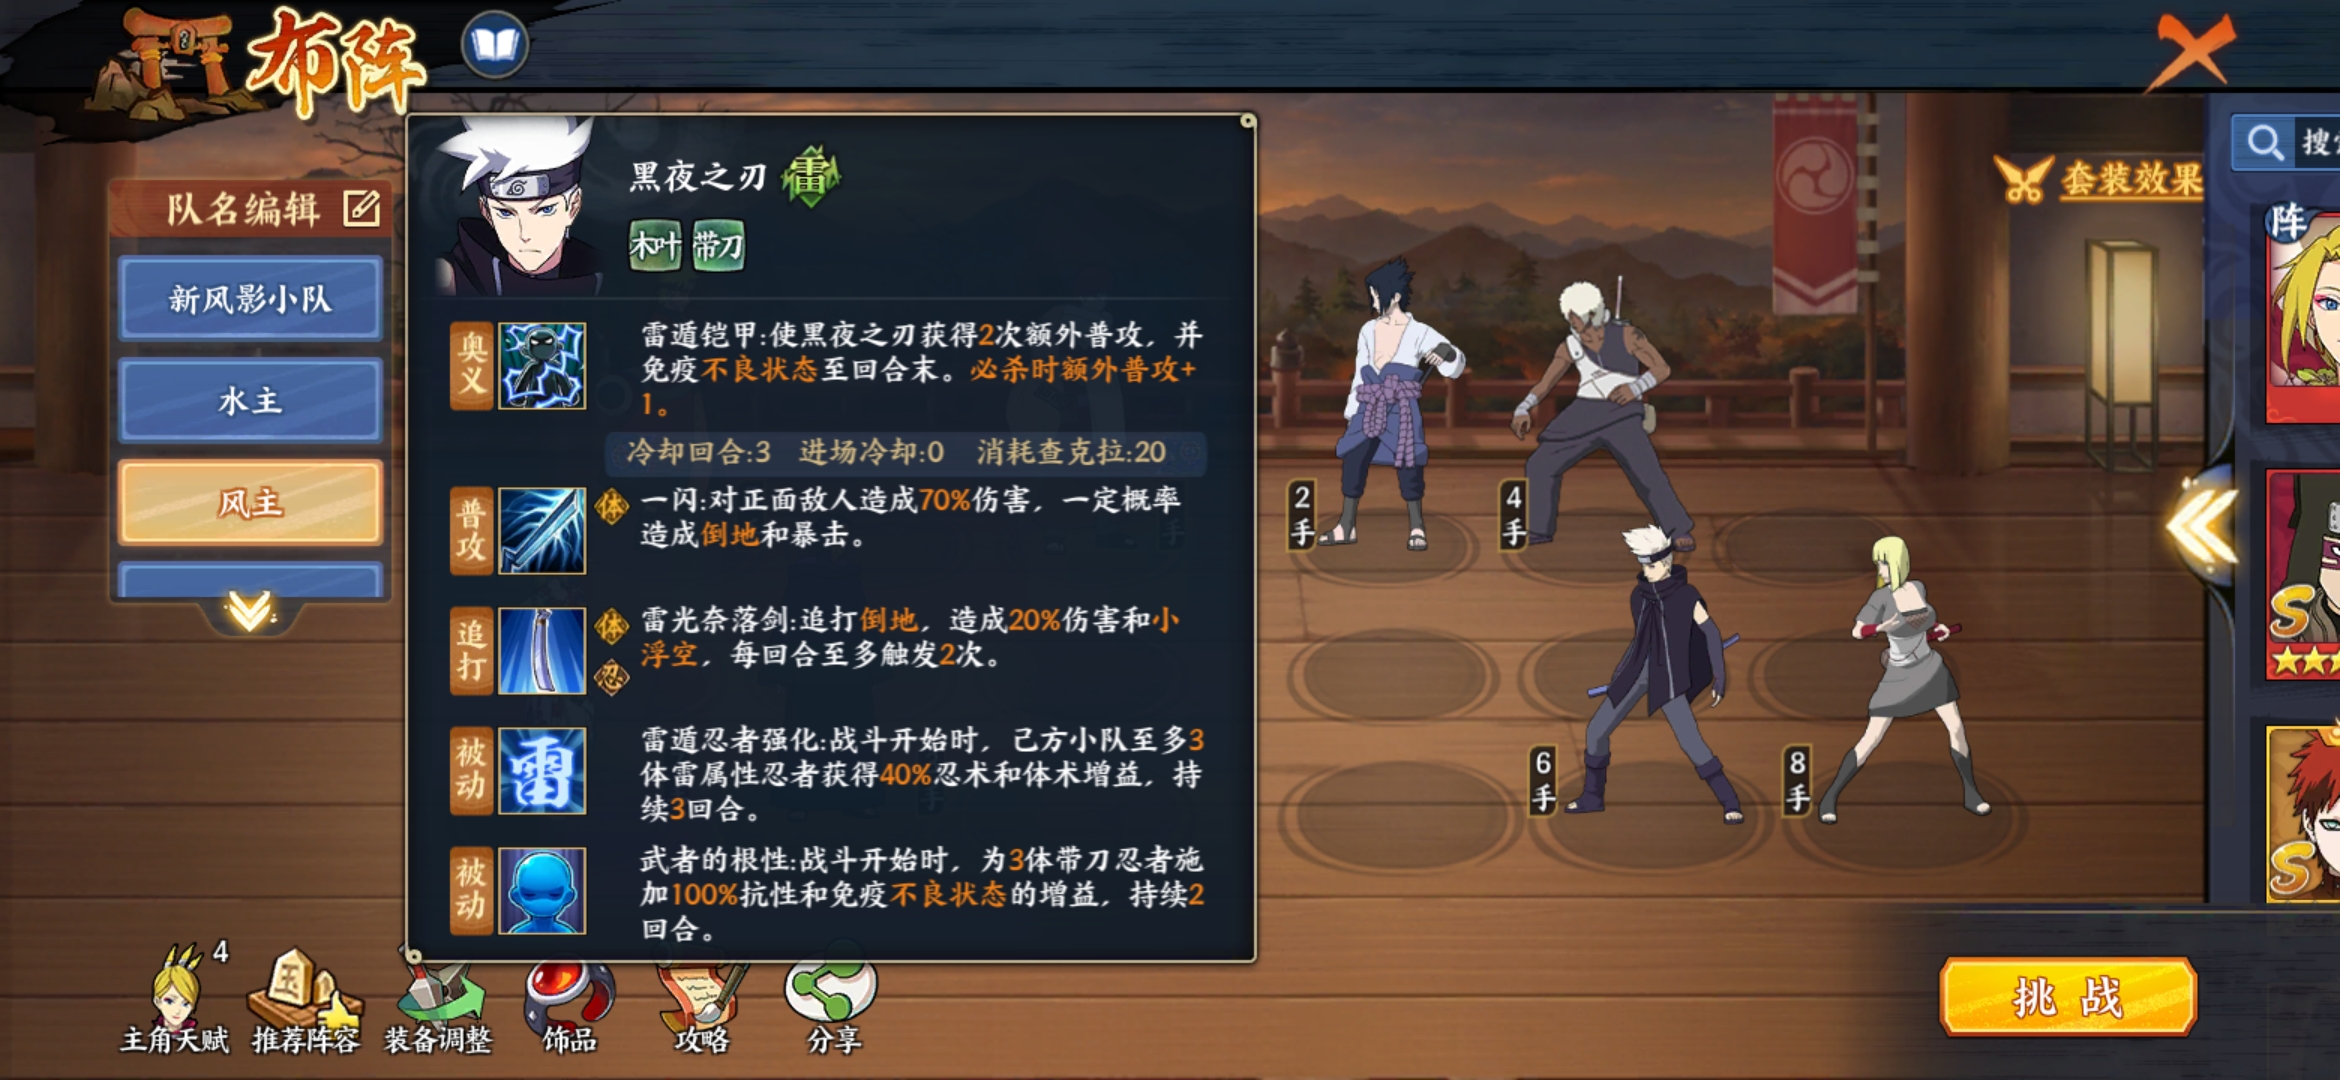 布阵
搜
队名编辑
新风影小队
水主
风主
黑夜之刃
雷
木叶 带刀
奥义
雷遁铠甲:使黑夜之刃获得2次额外普攻，并
免疫不良状态至回合末。必杀时额外普攻+
1。
冷却回合:3 进场冷却:0 消耗查克拉:20
普攻
体
一闪:对正面敌人造成70%伤害，一定概率
造成倒地和暴击。
追打
体
忍
雷光奈落剑:追打倒地，造成20%伤害和小
浮空，每回合至多触发2次。
被动
雷
雷遁忍者强化:战斗开始时，己方小队至多3
体雷属性忍者获得40%忍术和体术增益，持
续3回合。
被动
武者的根性:战斗开始时，为3体带刀忍者施
加100%抗性和免疫不良状态的增益，持续2
回合。
套装效果
阵
2手
4手
6手
8手
S
S
4
主角天赋
推荐阵容
装备调整
饰品
攻略
分享
挑战